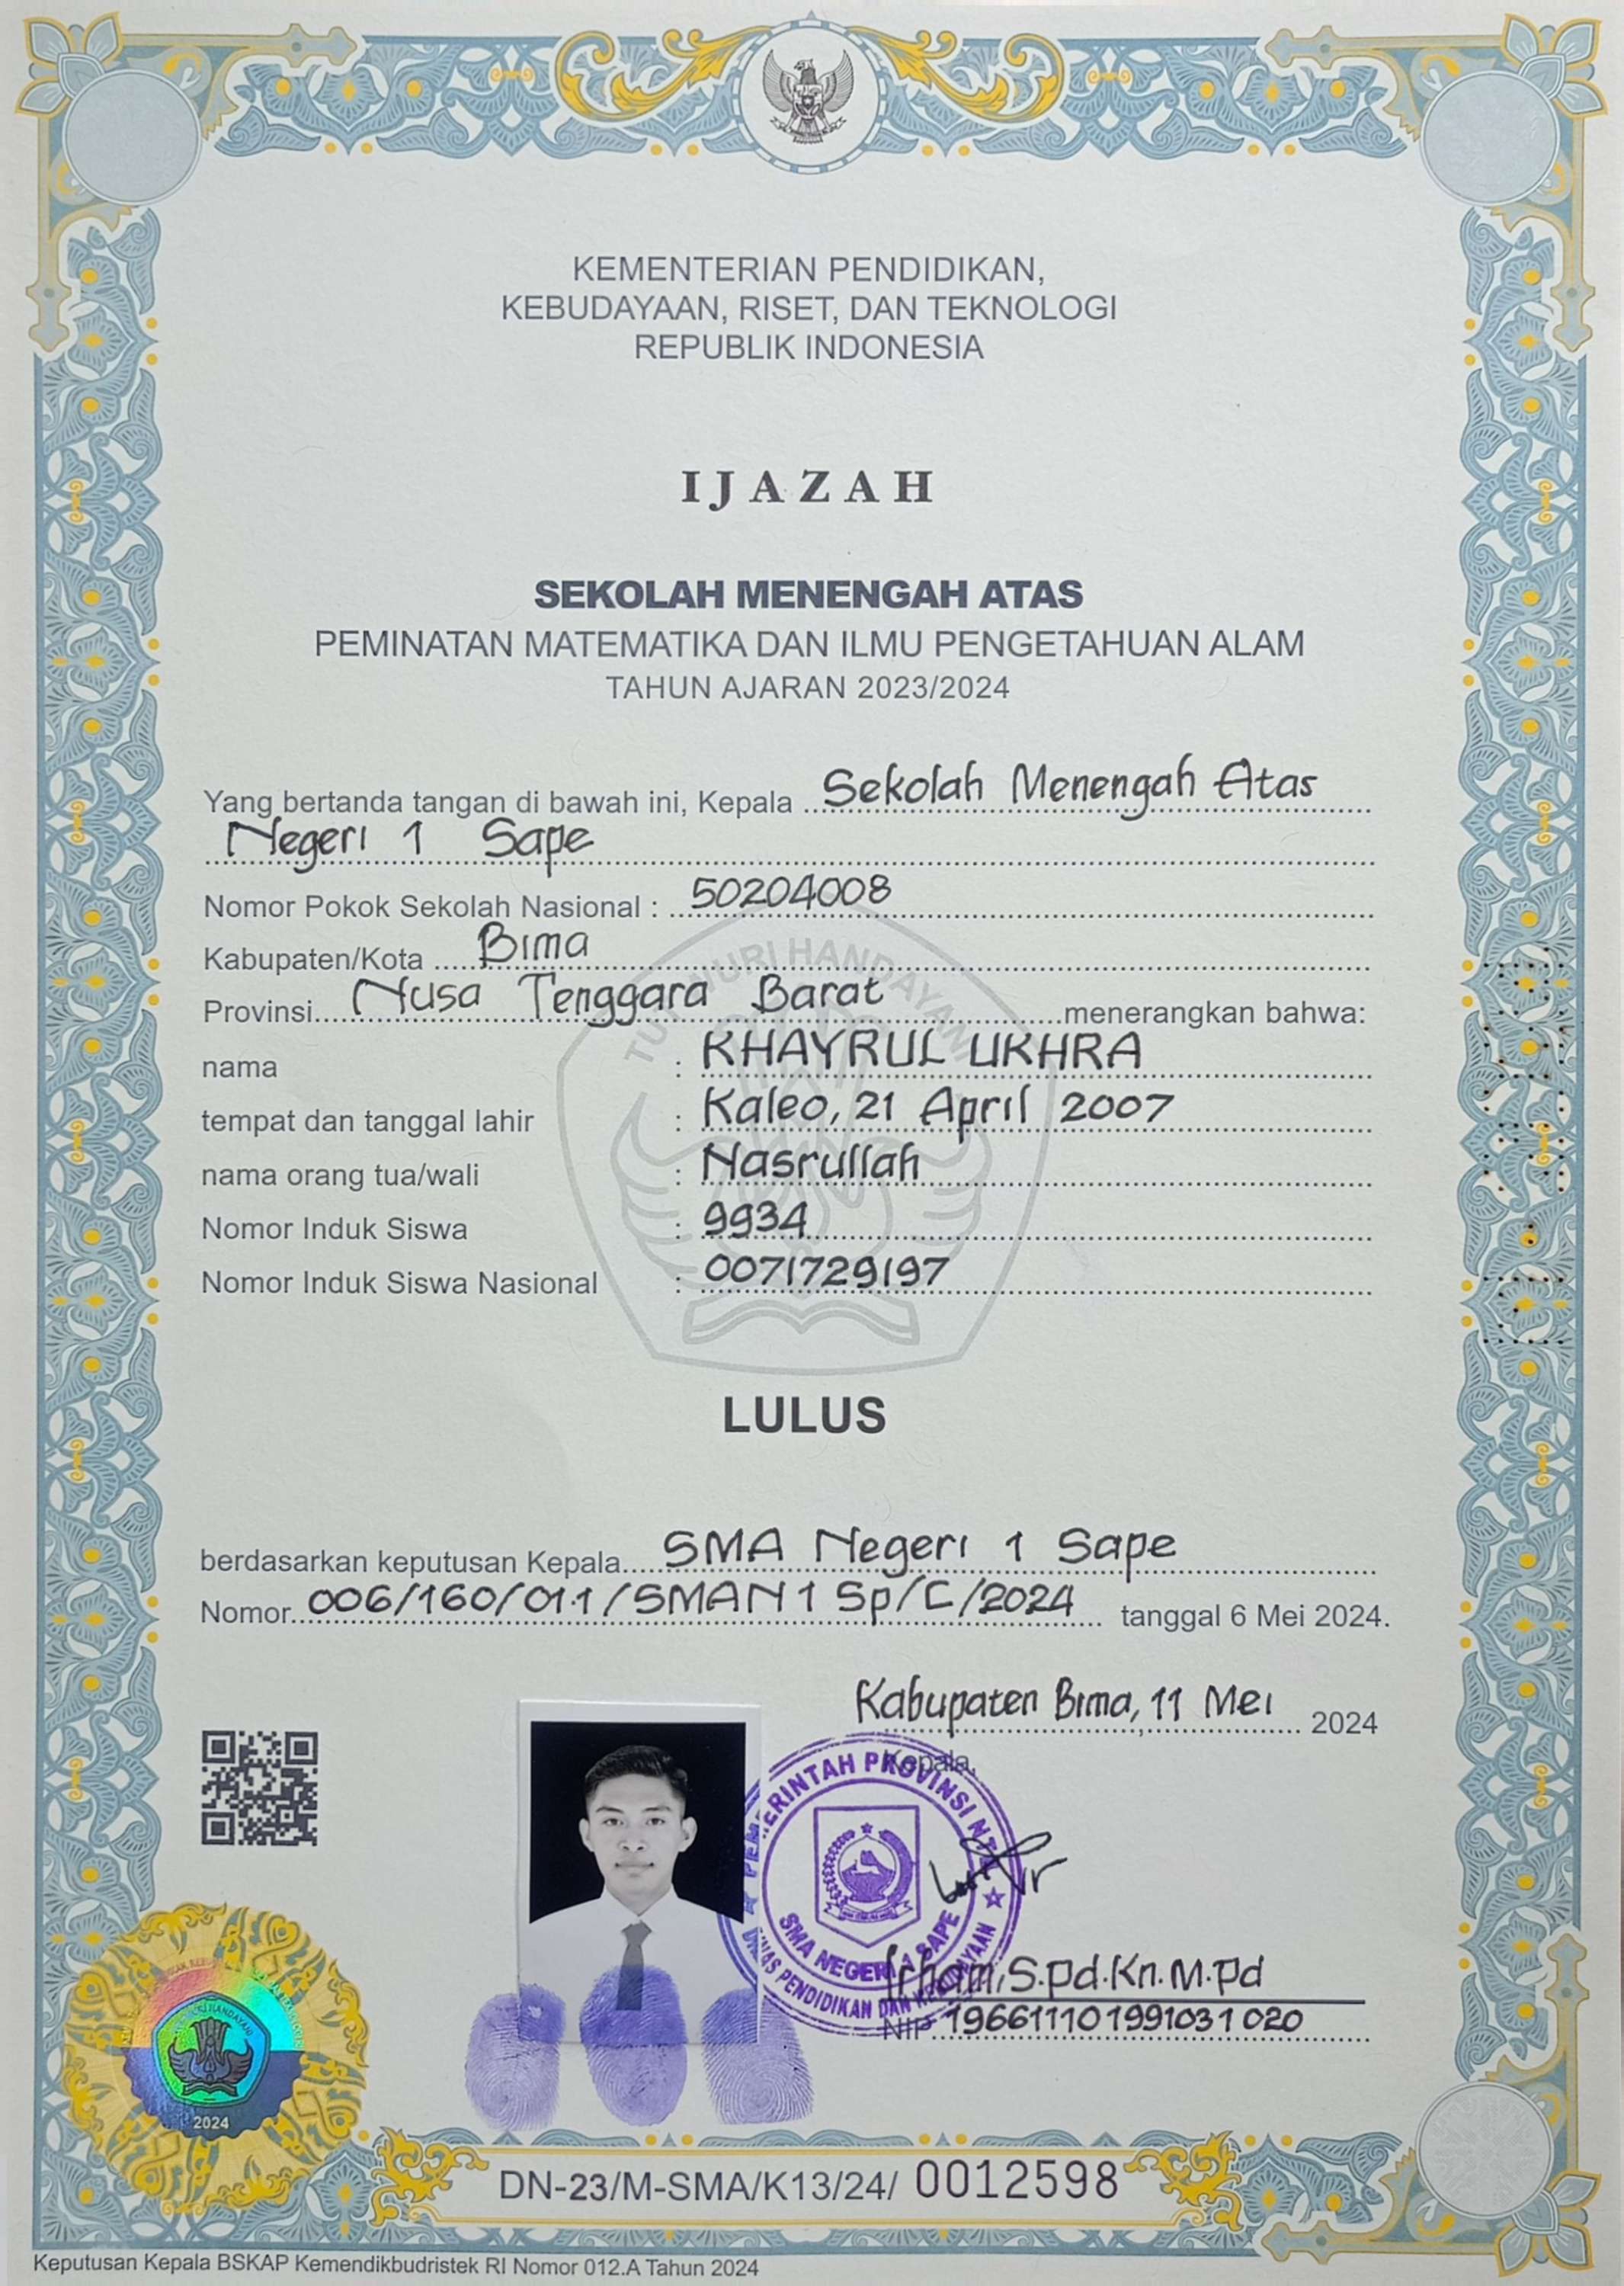 KEMENTERIAN PENDIDIKAN,
KEBUDAYAAN, RISET, DAN TEKNOLOGI
REPUBLIK INDONESIA
IJAZAH
SEKOLAH MENENGAH ATAS
PEMINATAN MATEMATIKA DAN ILMU PENGETAHUAN ALAM
TAHUN AJARAN 2023/2024
Yang bertanda tangan di bawah ini, Kepala Sekolah Menengah Atas
Negeri 1 Sape
Nomor Pokok Sekolah Nasional : 50204008
Kabupaten/Kota Bima
Provinsi Nusa Tenggara Barat menerangkan bahwa:
TUT WURI HANDAYANI
nama : KHAYRUL UKHRA
tempat dan tanggal lahir : Kaleo, 21 April 2007
nama orang tua/wali : Nasrullah
Nomor Induk Siswa : 9934
Nomor Induk Siswa Nasional : 0071729197
LULUS
berdasarkan keputusan Kepala SMA Negeri 1 Sape
Nomor 006/160/01.1/SMAN 1 Sp/C/2024 tanggal 6 Mei 2024.
Kabupaten Bima, 11 Mei 2024
Kepala,
PEMERINTAH PROVINSI NTB
SMA NEGERI 1 SAPE
DINAS PENDIDIKAN DAN KEBUDAYAAN
Irham, S.Pd.Kn.M.Pd
NIP. 196611101991031020
TUT WURI HANDAYANI
2024
DN-23/M-SMA/K13/24/ 0012598
Keputusan Kepala BSKAP Kemendikbudristek RI Nomor 012.A Tahun 2024